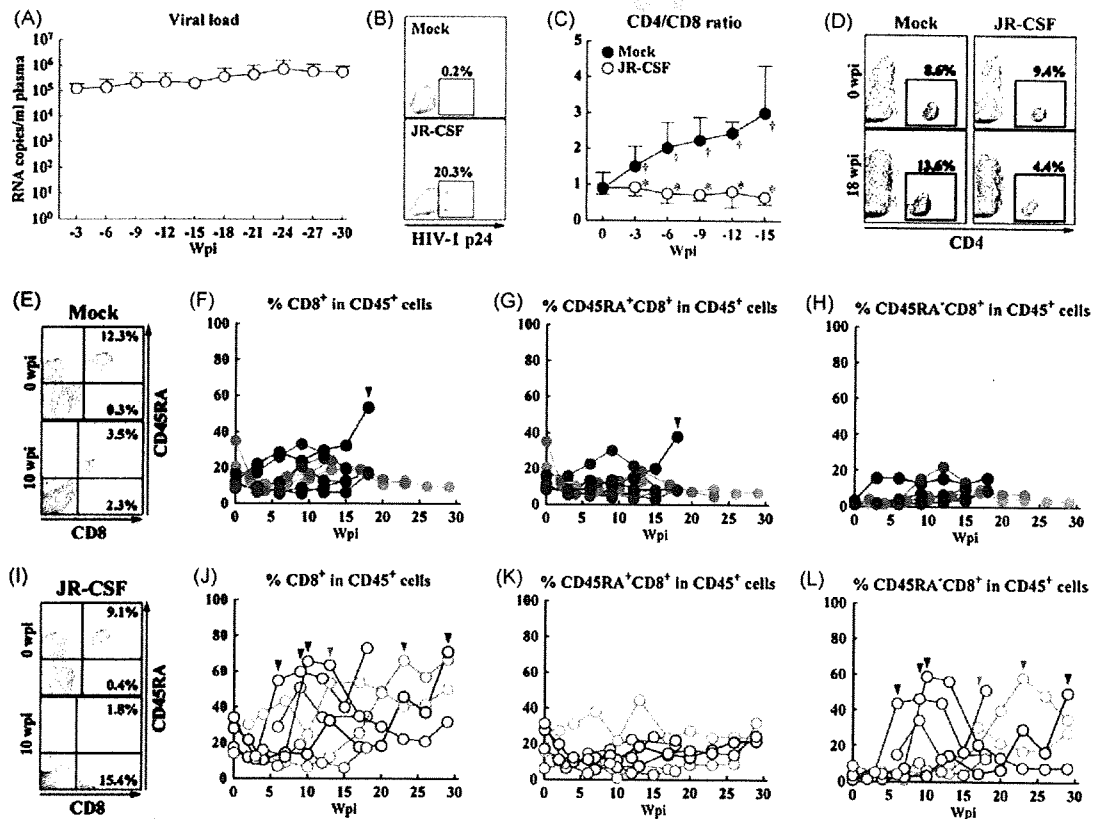 (A)
Viral load
RNA copies/ml plasma
10⁷
10⁶
10⁵
10⁴
10³
10²
10¹
10⁰
-3 -6 -9 -12 -15 -18 -21 -24 -27 -30
Wpi
(B)
Mock
0.2%
JR-CSF
20.3%
HIV-1 p24
(C)
CD4/CD8 ratio
Mock
JR-CSF
5
4
3
2
1
0
0 -3 -6 -9 -12 -15
Wpi
(D)
Mock JR-CSF
0 wpi
8.6% 9.4%
18 wpi
13.6% 4.4%
CD4
(E)
Mock
0 wpi
12.3%
0.3%
10 wpi
3.5%
2.3%
CD45RA
CD8
(F)
% CD8⁺ in CD45⁺ cells
100
80
60
40
20
0
0 5 10 15 20 25 30
Wpi
(G)
% CD45RA⁺CD8⁺ in CD45⁺ cells
100
80
60
40
20
0
0 5 10 15 20 25 30
Wpi
(H)
% CD45RA⁻CD8⁺ in CD45⁺ cells
100
80
60
40
20
0
0 5 10 15 20 25 30
Wpi
(I)
JR-CSF
0 wpi
9.1%
0.4%
10 wpi
1.8%
15.4%
CD45RA
CD8
(J)
% CD8⁺ in CD45⁺ cells
100
80
60
40
20
0
0 5 10 15 20 25 30
Wpi
(K)
% CD45RA⁺CD8⁺ in CD45⁺ cells
100
80
60
40
20
0
0 5 10 15 20 25 30
Wpi
(L)
% CD45RA⁻CD8⁺ in CD45⁺ cells
100
80
60
40
20
0
0 5 10 15 20 25 30
Wpi